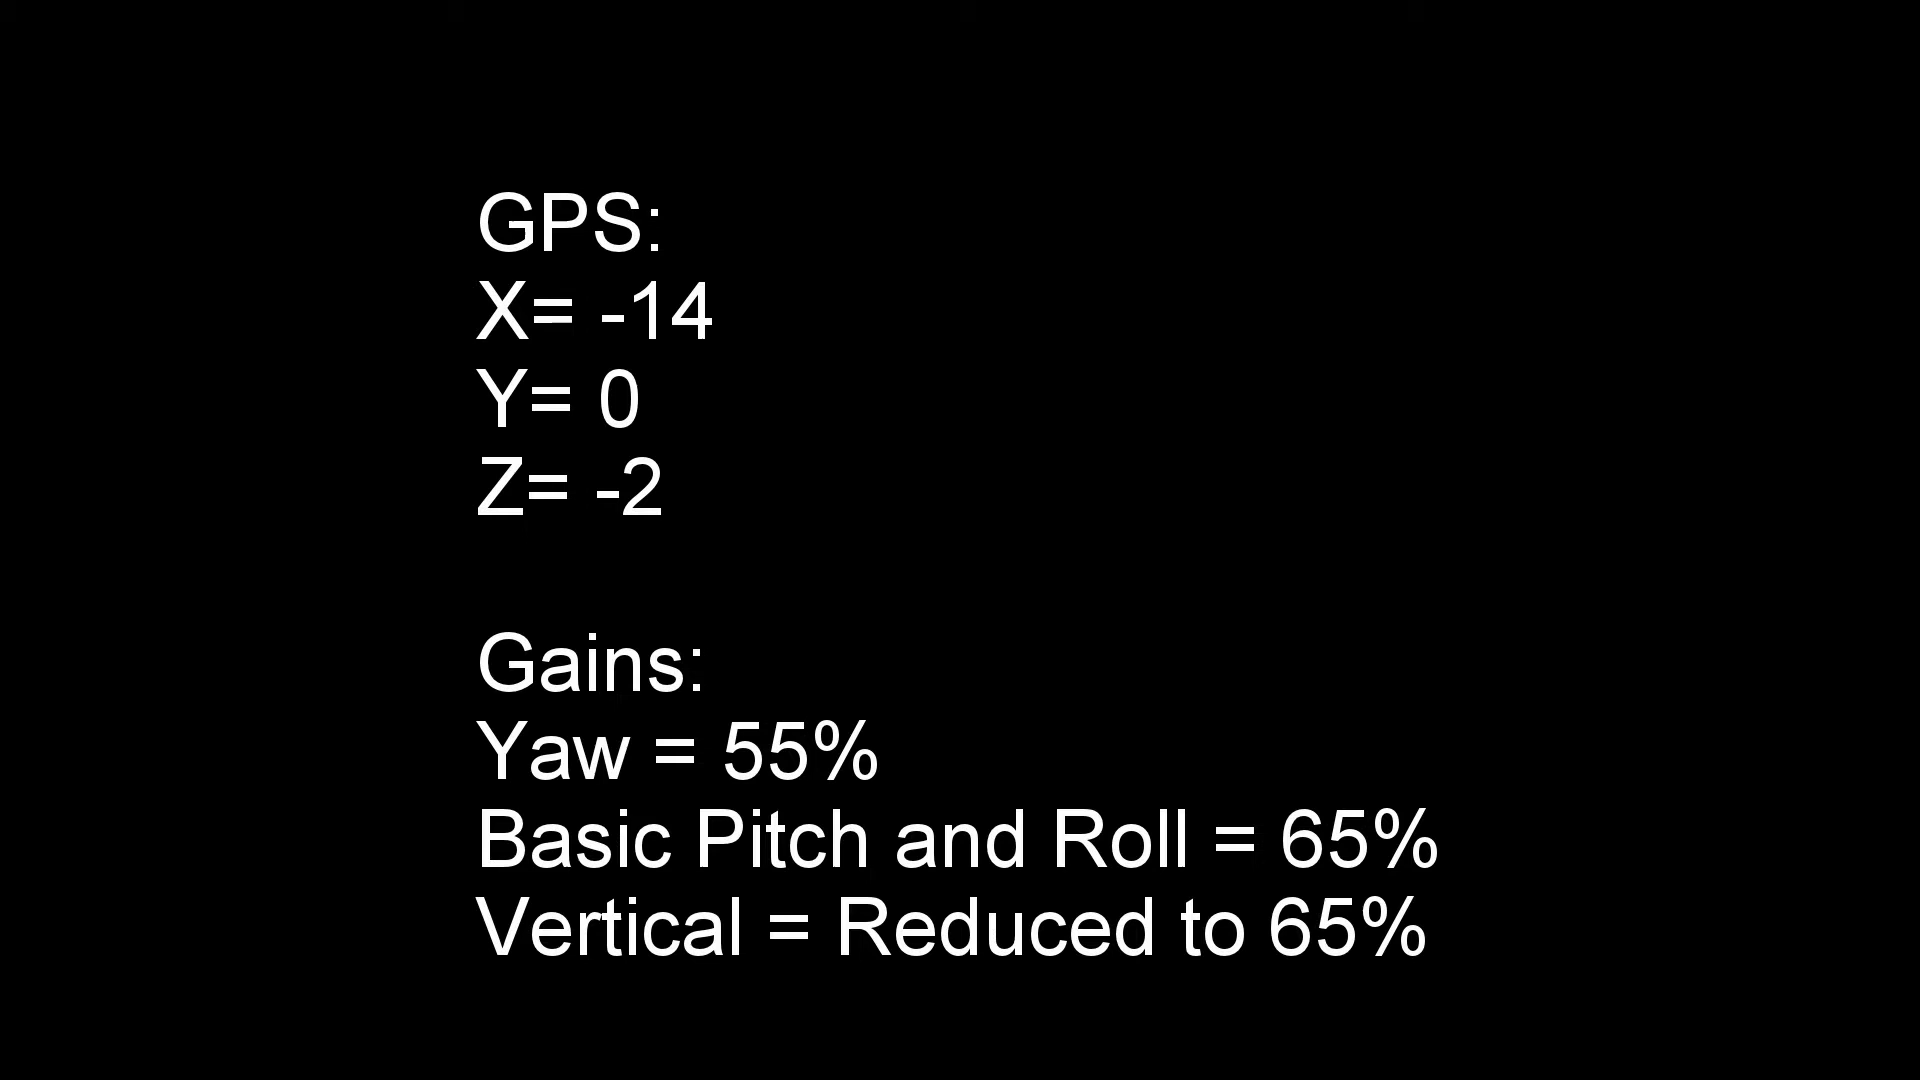 GPS:
X= -14
Y= 0
Z= -2
Gains:
Yaw = 55%
Basic Pitch and Roll = 65%
Vertical = Reduced to 65%